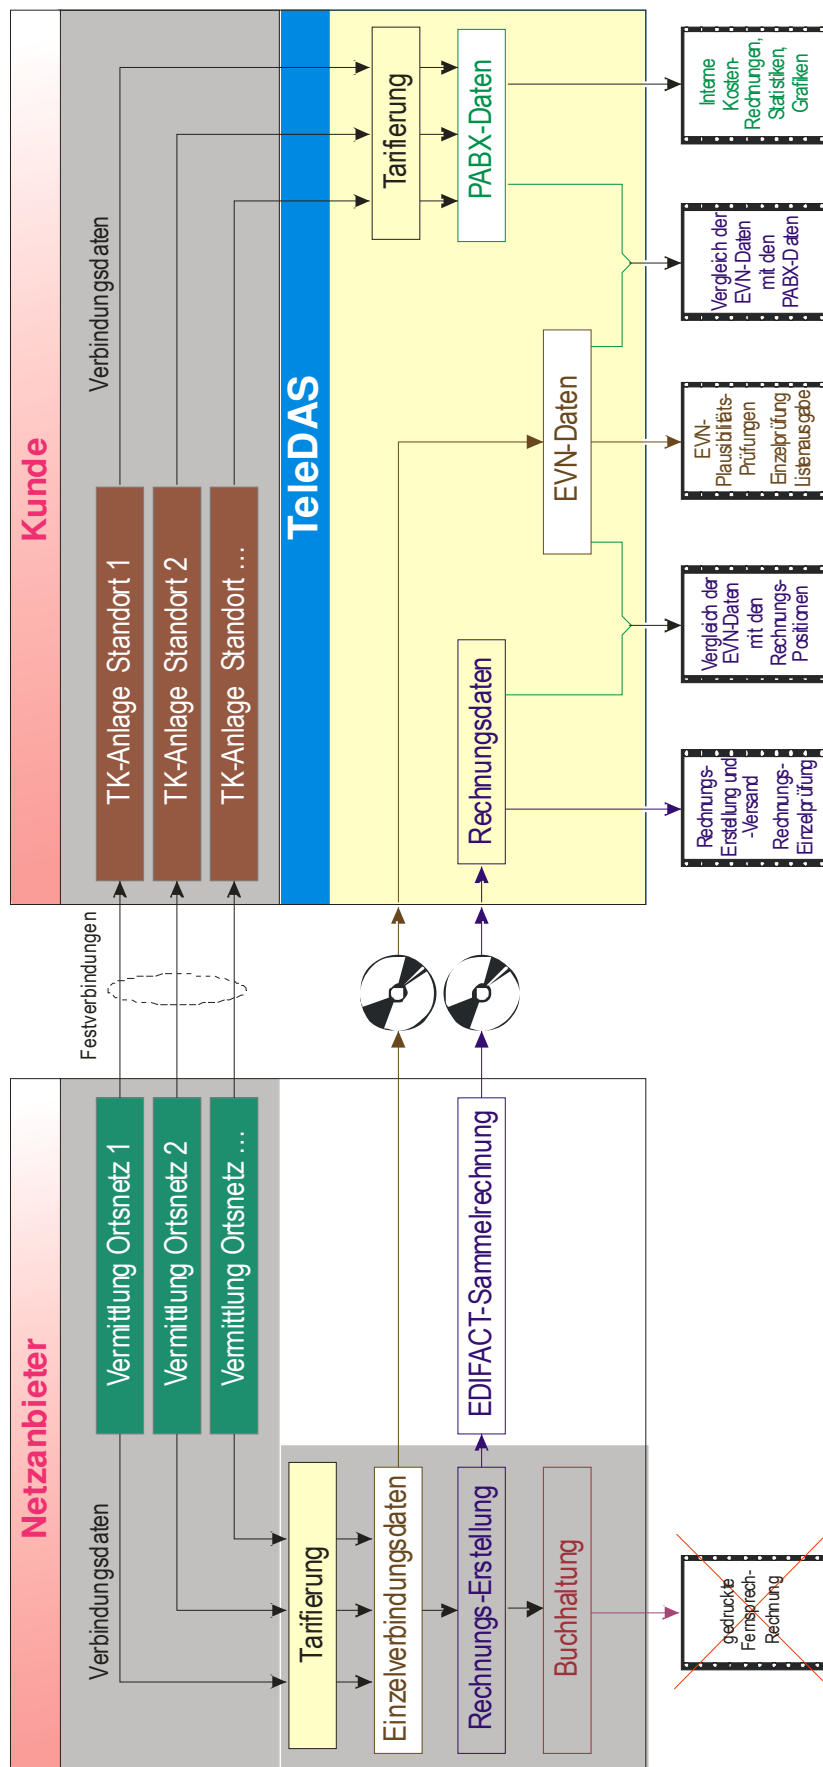 Netzanbieter
Verbindungsdaten
Vermittlung Ortsnetz 1
Vermittlung Ortsnetz 2
Vermittlung Ortsnetz ...
Tarifierung
Einzelverbindungsdaten
Rechnungs-Erstellung
EDIFACT-Sammelrechnung
Buchhaltung
gedruckte
Fernsprech-
Rechnung
Festverbindungen
Kunde
Verbindungsdaten
TK-Anlage Standort 1
TK-Anlage Standort 2
TK-Anlage Standort ...
TeleDAS
Tarifierung
PABX-Daten
EVN-Daten
Rechnungsdaten
Rechnungs-
Erstellung und
-Versand
Rechnungs-
Einzelprüfung
Vergleich der
EVN-Daten
mit den
Rechnungs-
Positionen
EVN-
Plausibilitäts-
Prüfungen
Einzelprüfung
Listenausgabe
Vergleich der
EVN-Daten
mit den
PABX-Daten
Interne
Kosten-
Rechnungen,
Statistiken,
Grafiken